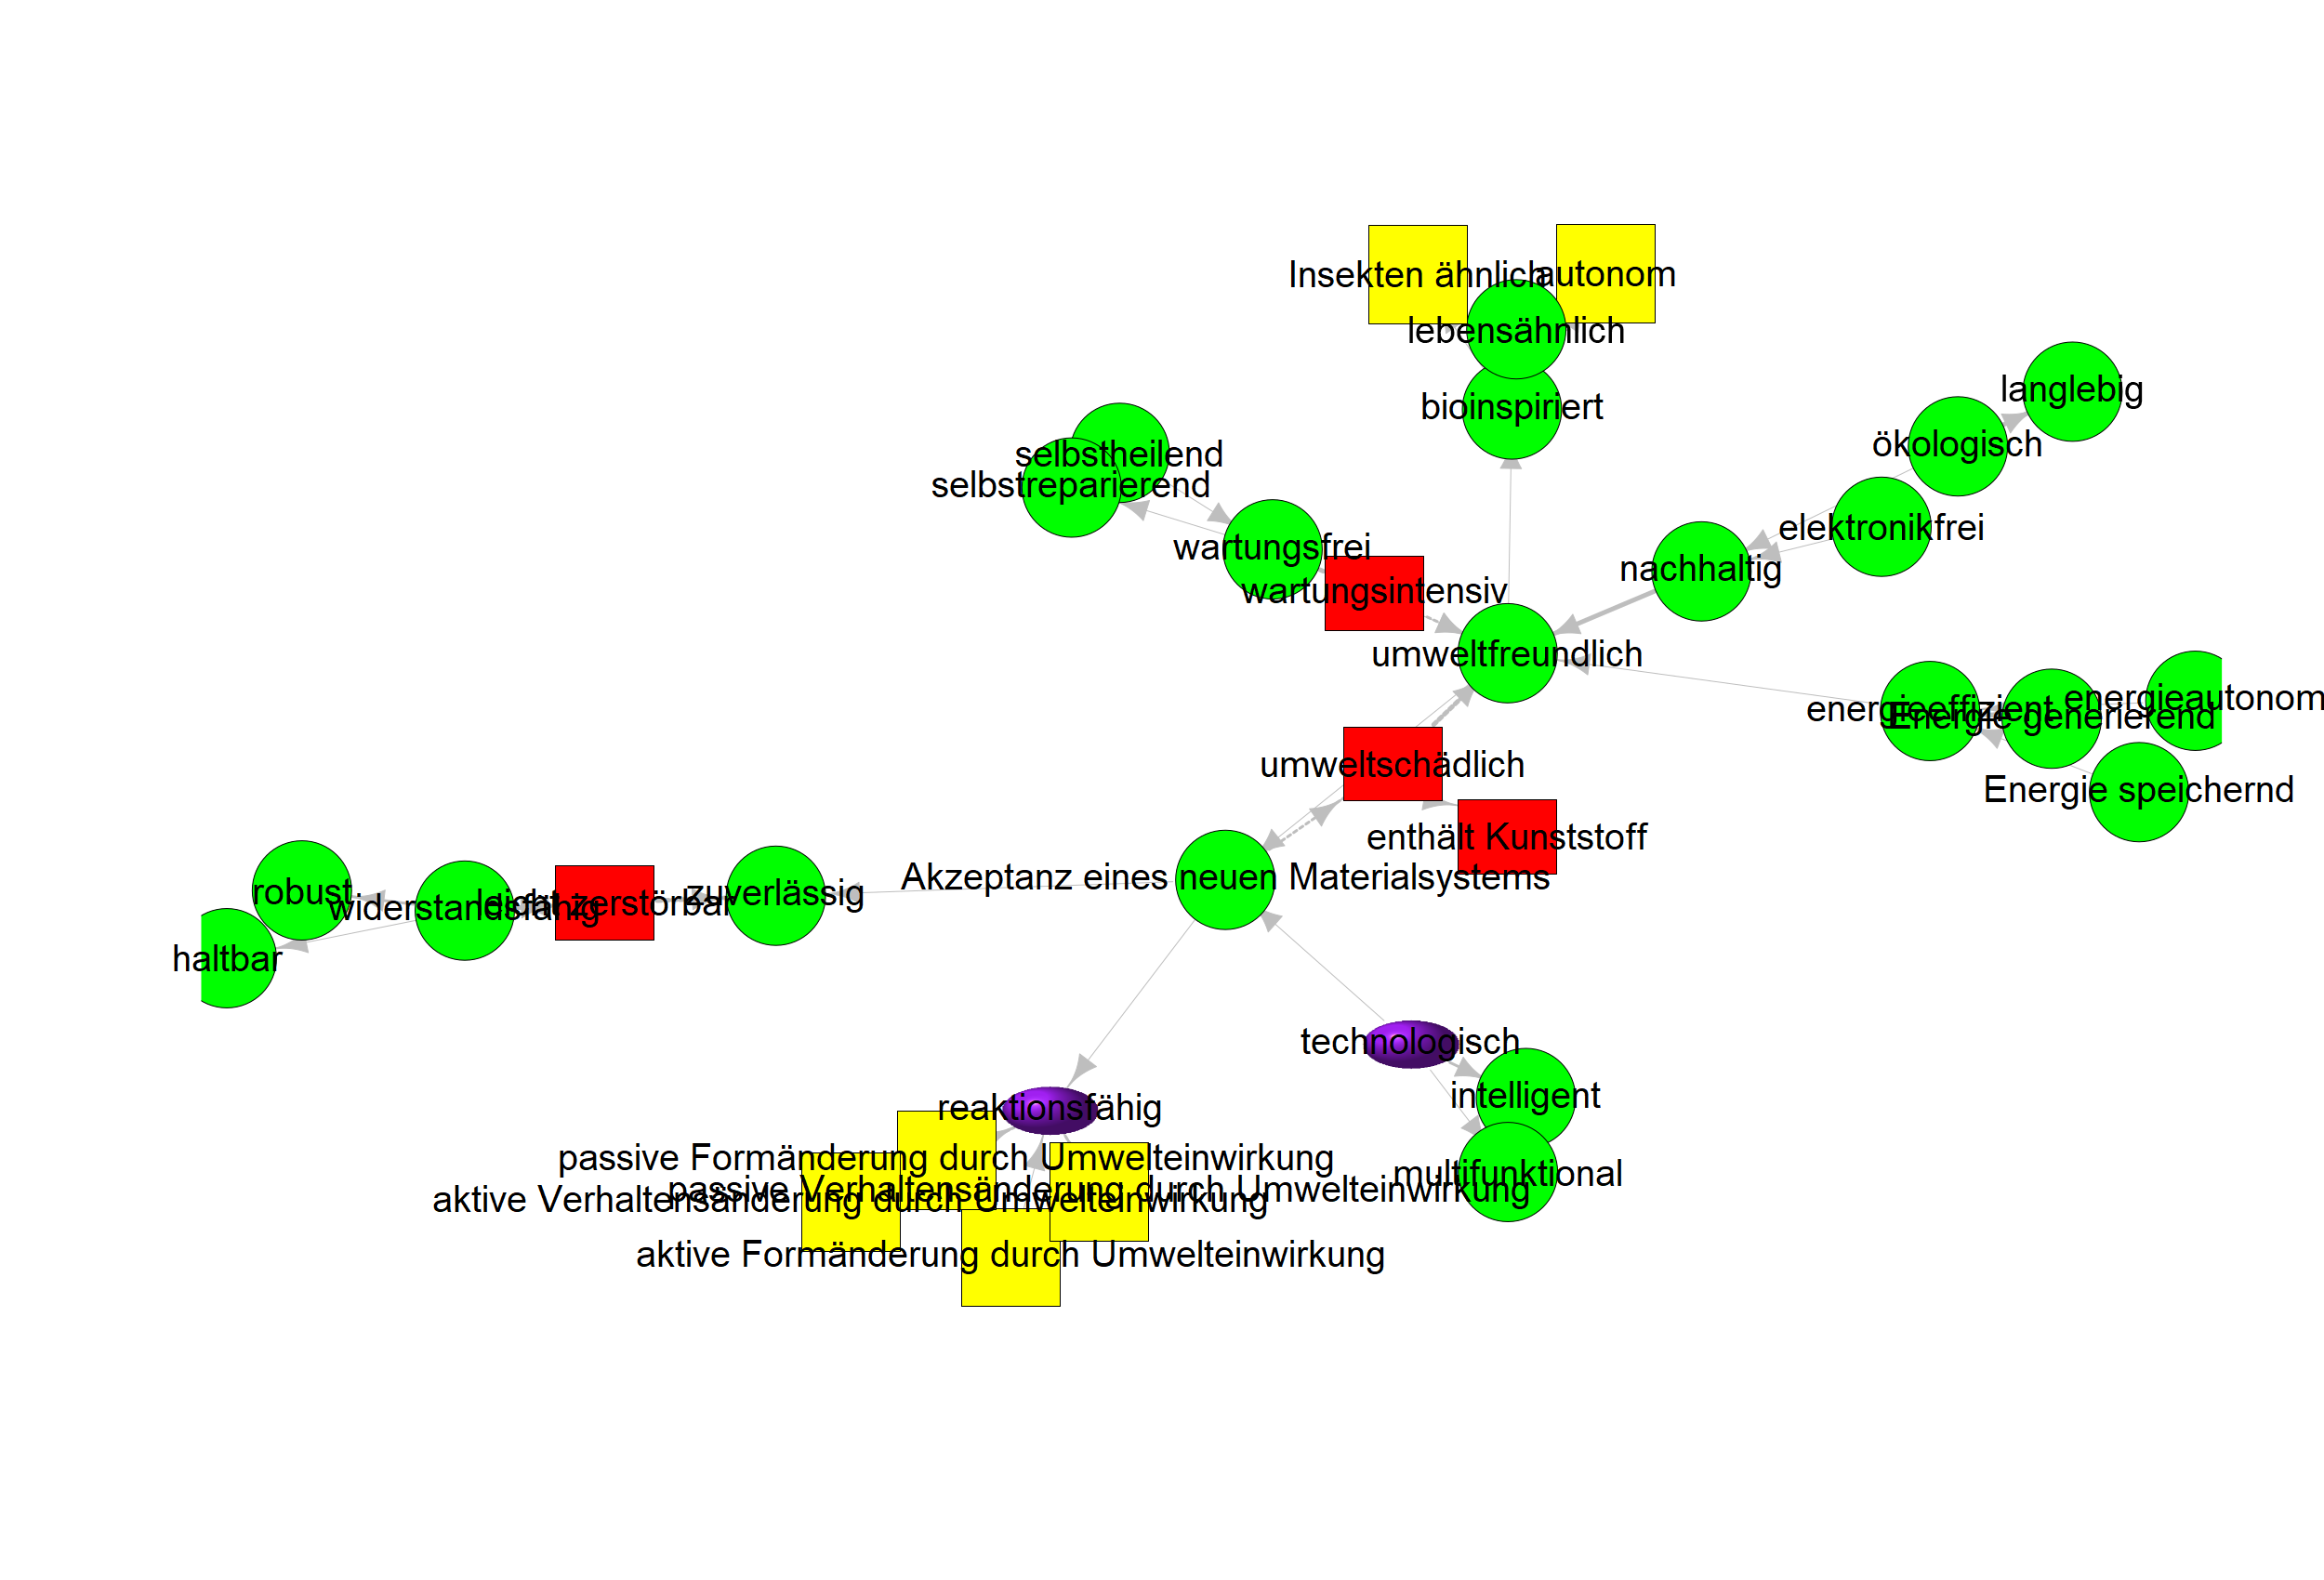 Insekten ähnlich
autonom
lebensähnlich
langlebig
bioinspiriert
ökologisch
selbstheilend
selbstreparierend
elektronikfrei
wartungsfrei
nachhaltig
wartungsintensiv
umweltfreundlich
energieautonom
energieeffizient
Energie generierend
umweltschädlich
Energie speichernd
enthält Kunststoff
Akzeptanz eines neuen Materialsystems
robust
zuverlässig
leicht zerstörbar
widerstandsfähig
haltbar
technologisch
intelligent
reaktionsfähig
passive Formänderung durch Umwelteinwirkung
multifunktional
passive Verhaltensänderung durch Umwelteinwirkung
aktive Verhaltensänderung durch Umwelteinwirkung
aktive Formänderung durch Umwelteinwirkung